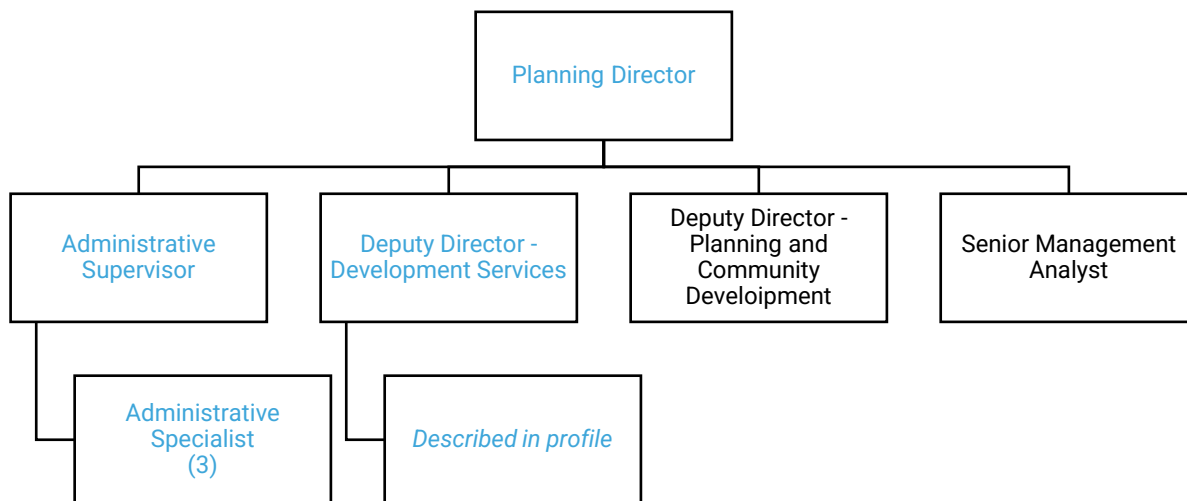 Planning Director
Administrative
Supervisor
Deputy Director -
Development Services
Deputy Director -
Planning and
Community
Develoipment
Senior Management
Analyst
Administrative
Specialist
(3)
Described in profile